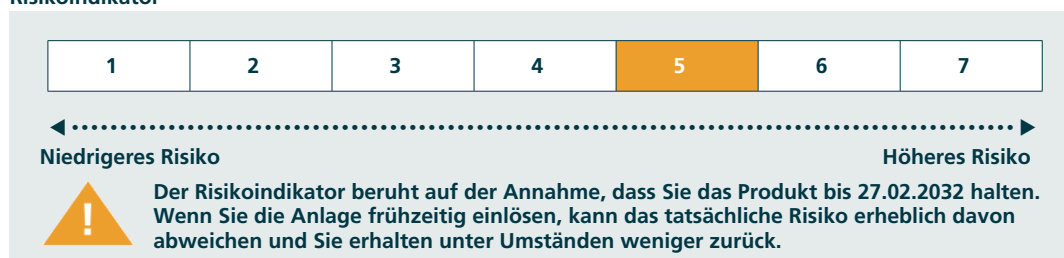 Risikoindikator
1 2 3 4 5 6 7
Niedrigeres Risiko Höheres Risiko
! Der Risikoindikator beruht auf der Annahme, dass Sie das Produkt bis 27.02.2032 halten.
Wenn Sie die Anlage frühzeitig einlösen, kann das tatsächliche Risiko erheblich davon
abweichen und Sie erhalten unter Umständen weniger zurück.